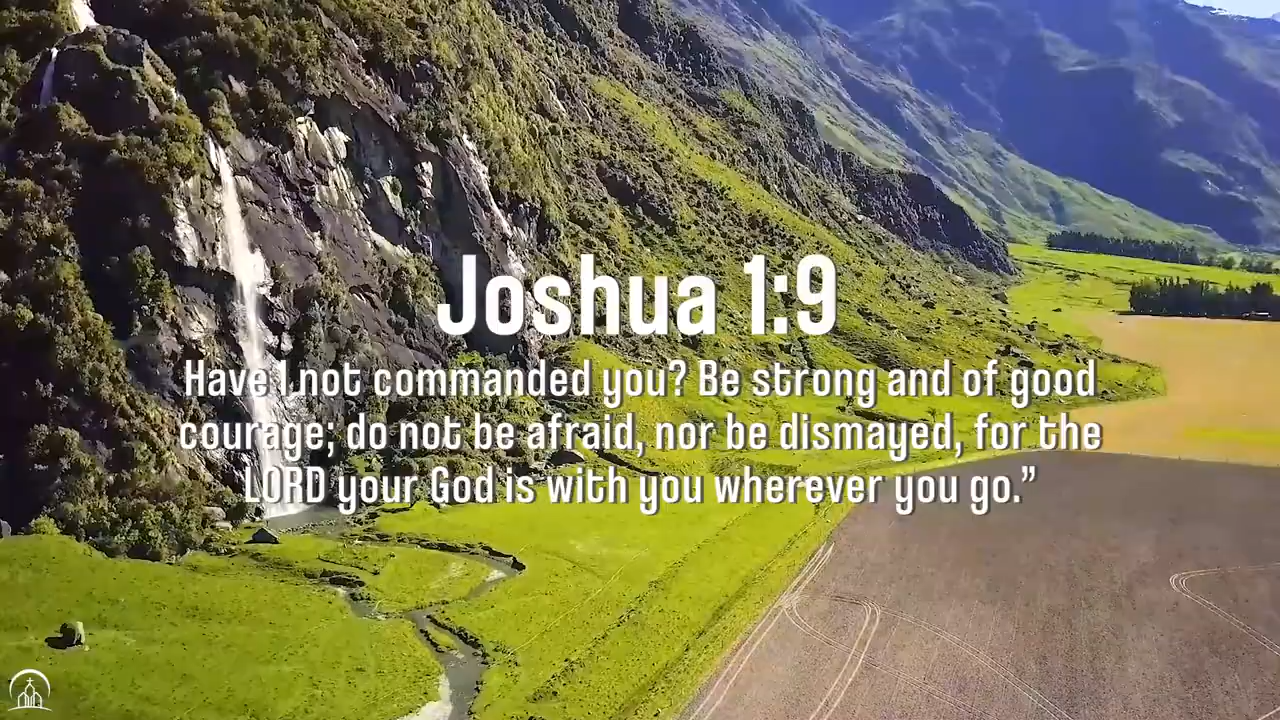 Joshua 1:9
Have I not commanded you? Be strong and of good
courage; do not be afraid, nor be dismayed, for the
LORD your God is with you wherever you go.”